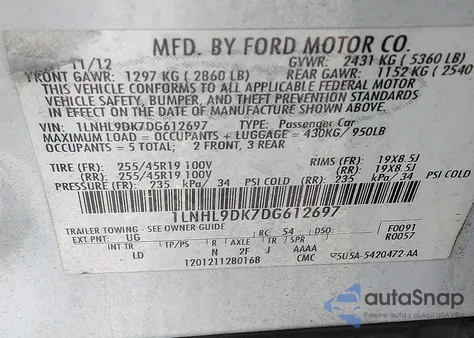 MFD. BY FORD MOTOR CO.
11/12 GVWR: 2431 KG ( 5360 LB)
FRONT GAWR: 1297 KG ( 2860 LB) REAR GAWR: 1152 KG ( 2540
THIS VEHICLE CONFORMS TO ALL APPLICABLE FEDERAL MOTOR
VEHICLE SAFETY, BUMPER, AND THEFT PREVENTION STANDARDS
IN EFFECT ON THE DATE OF MANUFACTURE SHOWN ABOVE.
VIN: 1LNHL9DK7DG612697 TYPE: Passenger Car
MAXIMUM LOAD = OCCUPANTS + LUGGAGE = 430KG/950LB
OCCUPANTS = 5 TOTAL; 2 FRONT, 3 REAR
TIRE (FR): 255/45R19 100V RIMS (FR): 19X8.5J
TIRE (RR): 255/45R19 100V (RR): 19X8.5J
PRESSURE (FR): 235 kPa/ 34 PSI COLD (RR): 235 kPa/ 34 PSI COLD
1LNHL9DK7DG612697
TRAILER TOWING - SEE OWNER GUIDE
EXT PNT: UG RC: 54 DSO: F0091
R0057
INT TR TP/PS R AXLE TR SPR
LD N 2F J AAAA
1201211280168 CMC 5U5A-5420472-AA
autoSnap